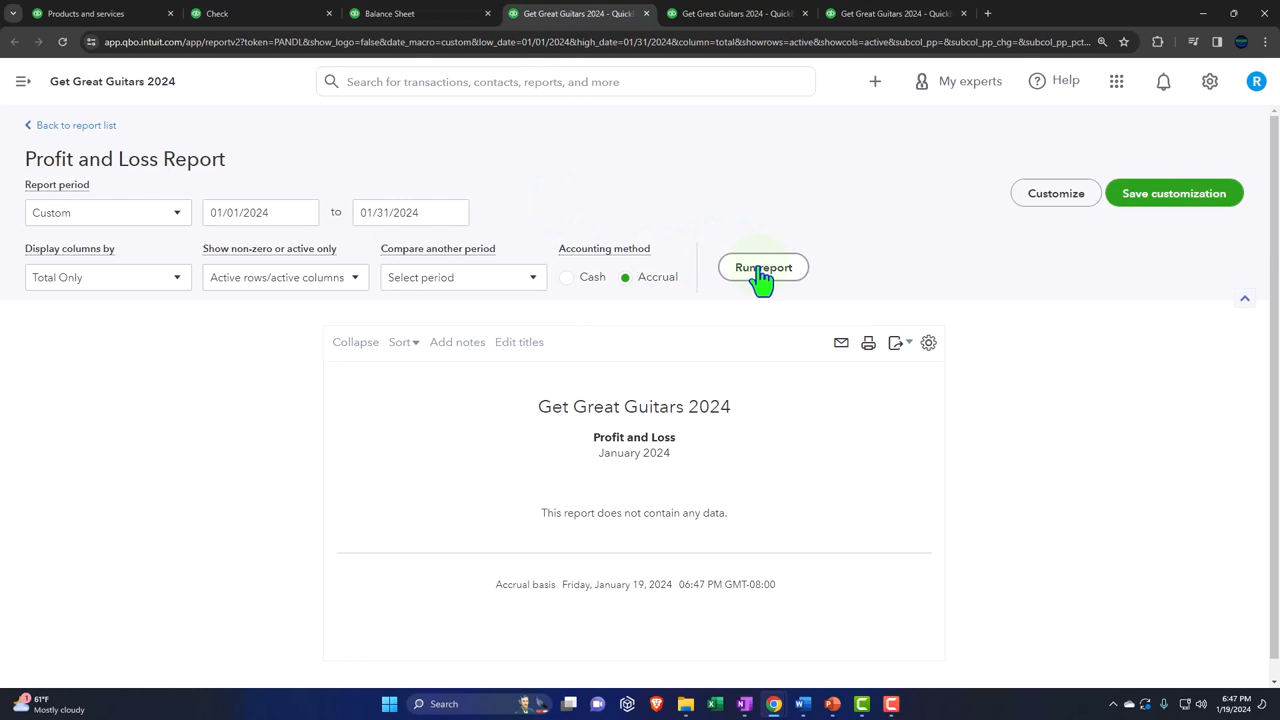 Products and services
Check
Balance Sheet
Get Great Guitars 2024 - Quickl
Get Great Guitars 2024 - Quickl
Get Great Guitars 2024 - Quickl
app.qbo.intuit.com/app/reportv2?token=PANDL&show_logo=false&date_macro=custom&low_date=01/01/2024&high_date=01/31/2024&column=total&showrows=active&showcols=active&subcol_pp=&subcol_pp_chg=&subcol_pp_pct...
Get Great Guitars 2024
Search for transactions, contacts, reports, and more
My experts
Help
R
Back to report list
Profit and Loss Report
Report period
Custom
01/01/2024
to
01/31/2024
Customize
Save customization
Display columns by
Show non-zero or active only
Compare another period
Accounting method
Total Only
Active rows/active columns
Select period
Cash
Accrual
Run report
Collapse
Sort
Add notes
Edit titles
Get Great Guitars 2024
Profit and Loss
January 2024
This report does not contain any data.
Accrual basis Friday, January 19, 2024 06:47 PM GMT-08:00
1
61°F
Mostly cloudy
Search
6:47 PM
1/19/2024